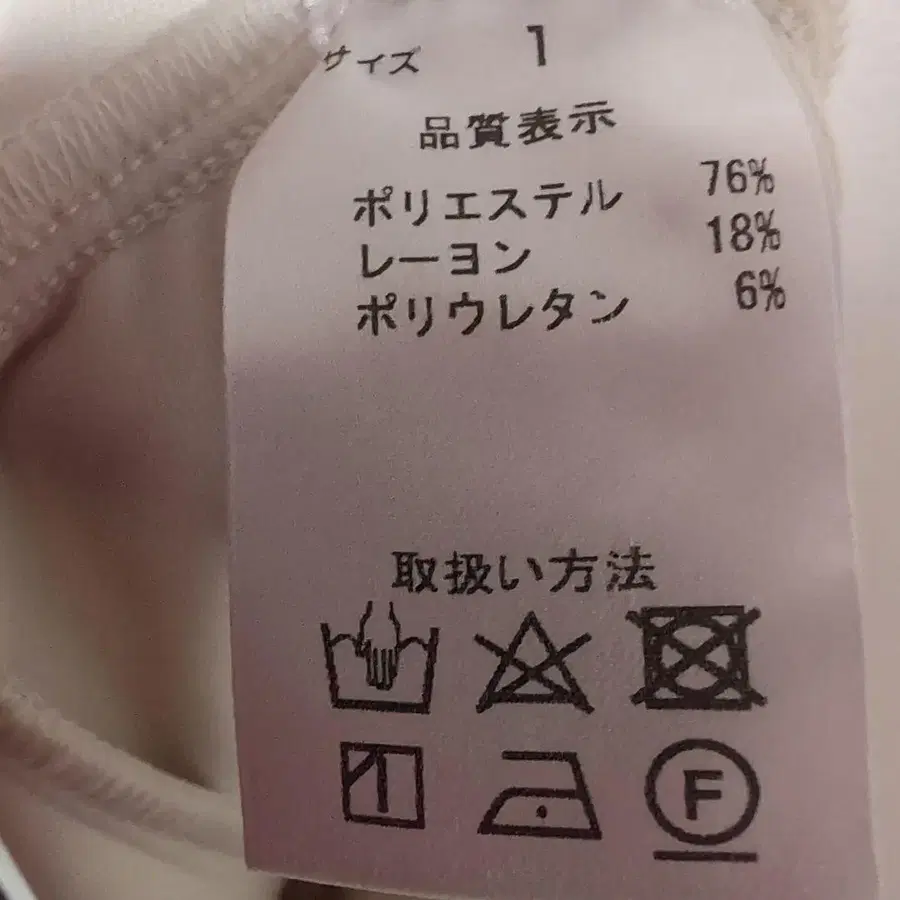 サイズ 1
品質表示
ポリエステル 76%
レーヨン 18%
ポリウレタン 6%
取扱い方法
F